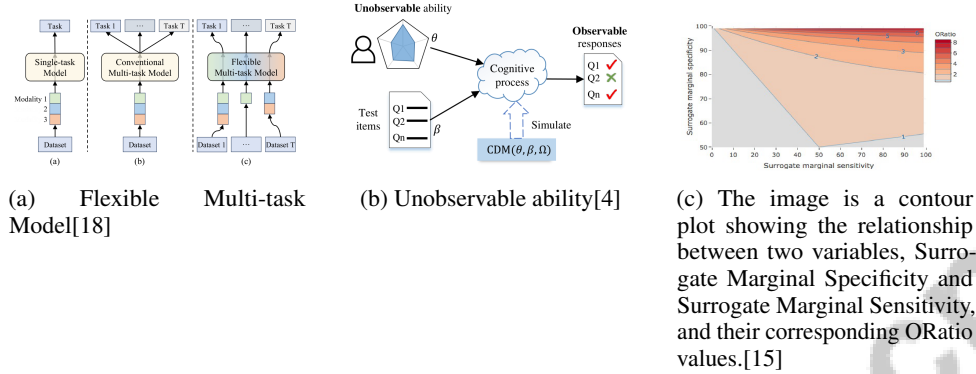 Task
Task 1
...
Task T
Task 1
...
Task T
Single-task
Model
Conventional
Multi-task Model
Flexible
Multi-task Model
Modality 1
2
3
Dataset
Dataset
Dataset 1
...
Dataset T
(a)
(b)
(c)
Unobservable ability
θ
Cognitive
process
Observable
responses
Q1
Q2
Qn
Test
items
Q1
Q2
Qn
β
Simulate
CDM(θ, β, Ω)
Surrogate marginal specificity
100
90
80
70
60
50
0 10 20 30 40 50 60 70 80 90 100
Surrogate marginal sensitivity
1
2
3
4
5
ORatio
8
6
4
2
(a) Flexible Multi-task
Model[18]
(b) Unobservable ability[4]
(c) The image is a contour
plot showing the relationship
between two variables, Surro-
gate Marginal Specificity and
Surrogate Marginal Sensitivity,
and their corresponding ORatio
values.[15]